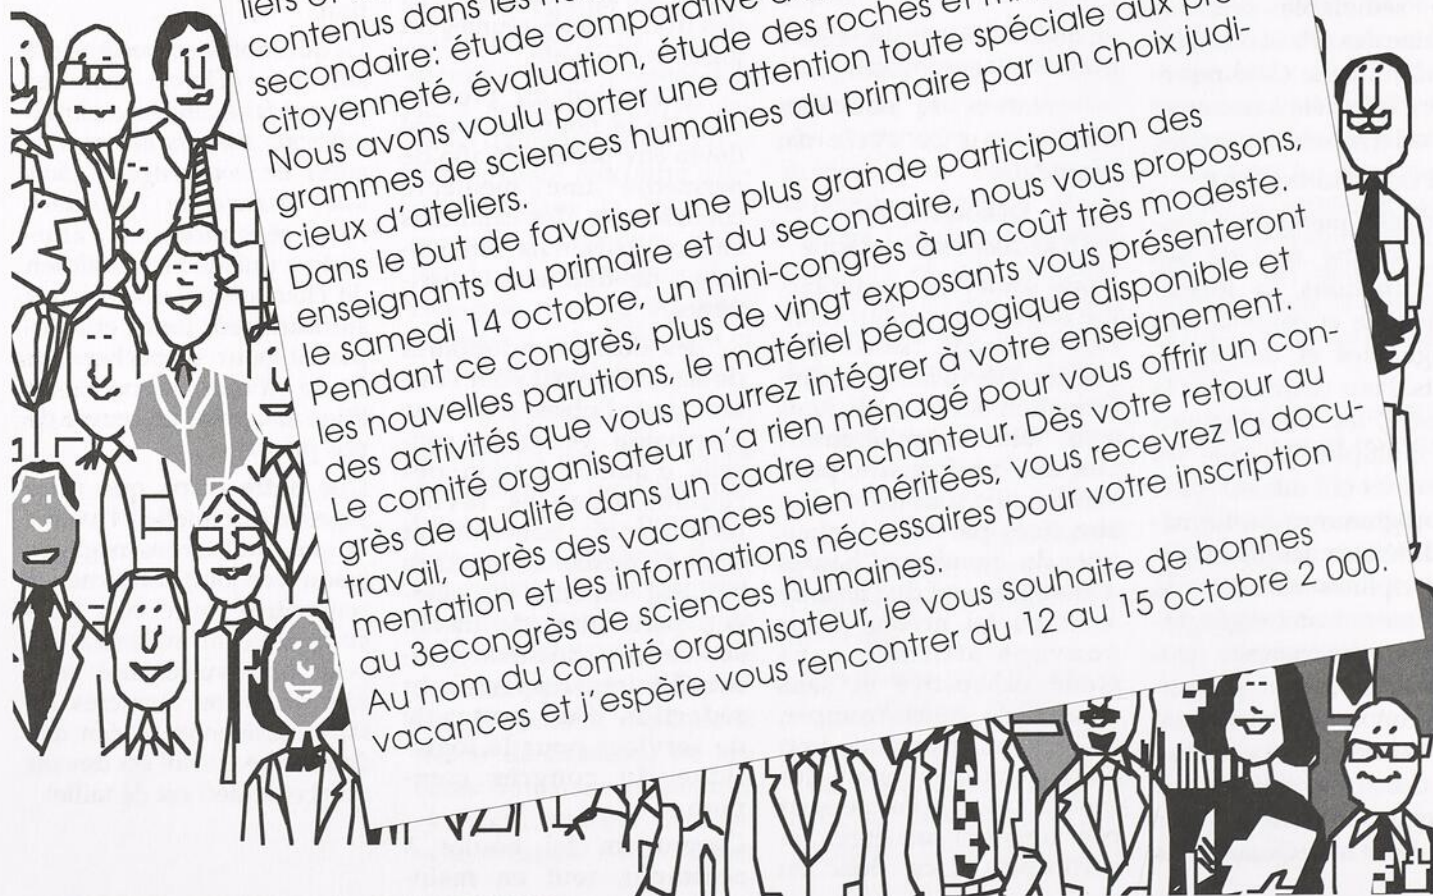 contenus dans les
secondaire: étude comparative
citoyenneté, évaluation, étude des roches et
Nous avons voulu porter une attention toute spéciale aux
grammes de sciences humaines du primaire par un choix judi-
cieux d'ateliers.
Dans le but de favoriser une plus grande participation des
enseignants du primaire et du secondaire, nous vous proposons,
le samedi 14 octobre, un mini-congrès à un coût très modeste.
Pendant ce congrès, plus de vingt exposants vous présenteront
les nouvelles parutions, le matériel pédagogique disponible et
des activités que vous pourrez intégrer à votre enseignement.
Le comité organisateur n'a rien ménagé pour vous offrir un con-
grès de qualité dans un cadre enchanteur. Dès votre retour au
travail, après des vacances bien méritées, vous recevrez la docu-
mentation et les informations nécessaires pour votre inscription
au 3econgrès de sciences humaines.
Au nom du comité organisateur, je vous souhaite de bonnes
vacances et j'espère vous rencontrer du 12 au 15 octobre 2 000.